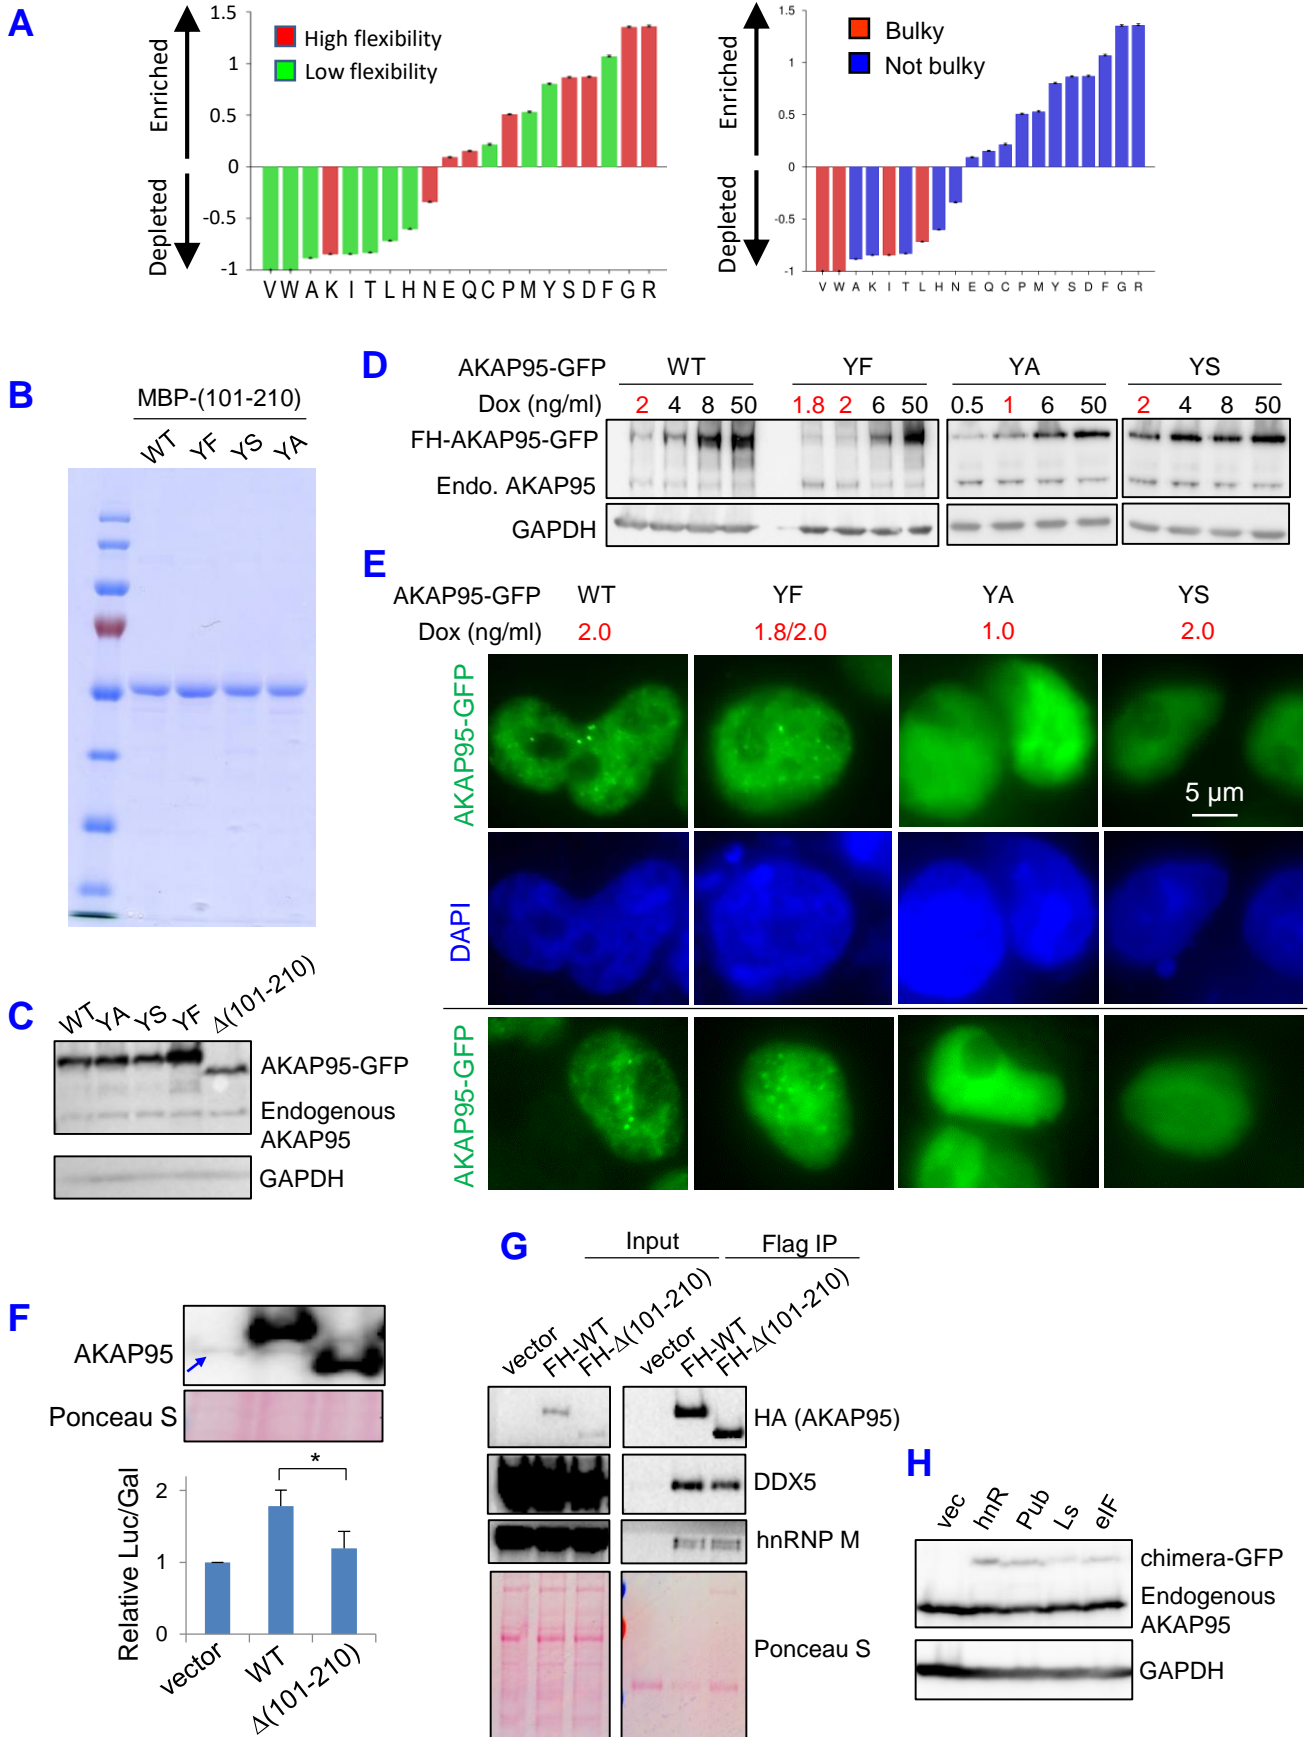 A
Enriched
Depleted
1.5
1
0.5
0
-0.5
-1
High flexibility
Low flexibility
V W A K I T L H N E Q C P M Y S D F G R
Enriched
Depleted
1.5
1
0.5
0
-0.5
-1
Bulky
Not bulky
V W A K I T L H N E Q C P M Y S D F G R
B
MBP-(101-210)
WT YF YS YA
C
WT YA YS YF Δ(101-210)
AKAP95-GFP
Endogenous
AKAP95
GAPDH
D
AKAP95-GFP WT YF YA YS
Dox (ng/ml) 2 4 8 50 1.8 2 6 50 0.5 1 6 50 2 4 8 50
FH-AKAP95-GFP
Endo. AKAP95
GAPDH
E
AKAP95-GFP WT YF YA YS
Dox (ng/ml) 2.0 1.8/2.0 1.0 2.0
AKAP95-GFP
5 μm
DAPI
AKAP95-GFP
F
AKAP95
Ponceau S
Relative Luc/Gal
2
1
0
*
vector WT Δ(101-210)
G
Input Flag IP
vector FH-WT FH-Δ(101-210) vector FH-WT FH-Δ(101-210)
HA (AKAP95)
DDX5
hnRNP M
Ponceau S
H
vec hnR Pub Ls eIF
chimera-GFP
Endogenous
AKAP95
GAPDH